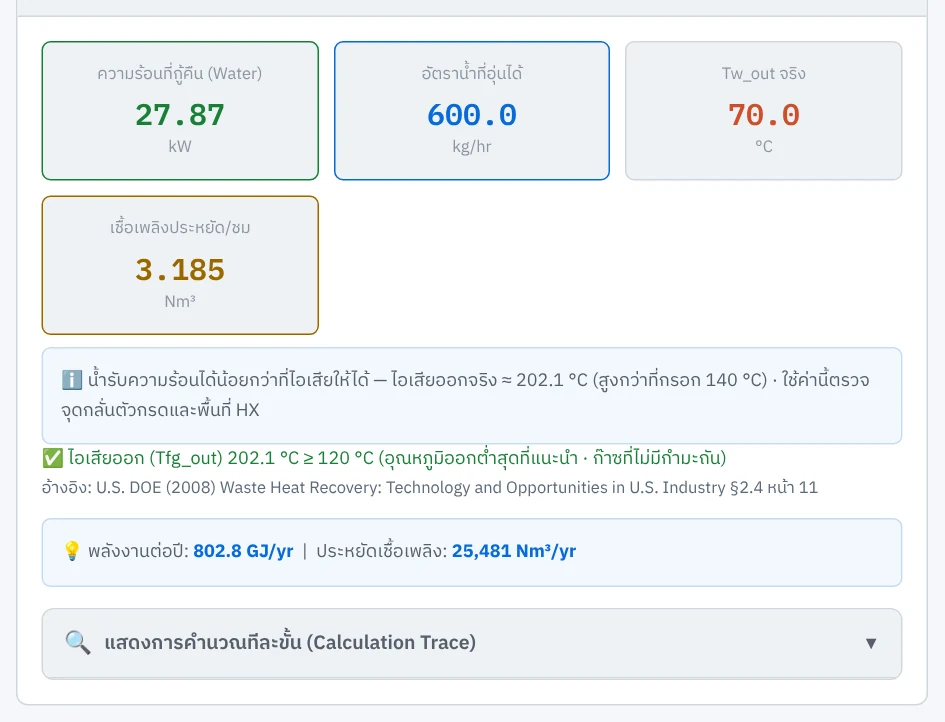 ความร้อนที่กู้คืน (Water)
27.87
kW
อัตราน้ำที่อุ่นได้
600.0
kg/hr
Tw_out จริง
70.0
°C
เชื้อเพลิงประหยัด/ชม
3.185
Nm³
ℹ️ น้ำรับความร้อนได้น้อยกว่าที่ไอเสียให้ได้ — ไอเสียออกจริง ≈ 202.1 °C (สูงกว่าที่กรอก 140 °C) · ใช้ค่านี้ตรวจ
จุดกลั่นตัวกรดและพื้นที่ HX
✅ ไอเสียออก (Tfg_out) 202.1 °C ≥ 120 °C (อุณหภูมิออกต่ำสุดที่แนะนำ · ก๊าซที่ไม่มีกำมะถัน)
อ้างอิง: U.S. DOE (2008) Waste Heat Recovery: Technology and Opportunities in U.S. Industry §2.4 หน้า 11
💡 พลังงานต่อปี: 802.8 GJ/yr | ประหยัดเชื้อเพลิง: 25,481 Nm³/yr
🔍 แสดงการคำนวณทีละขั้น (Calculation Trace) ▼